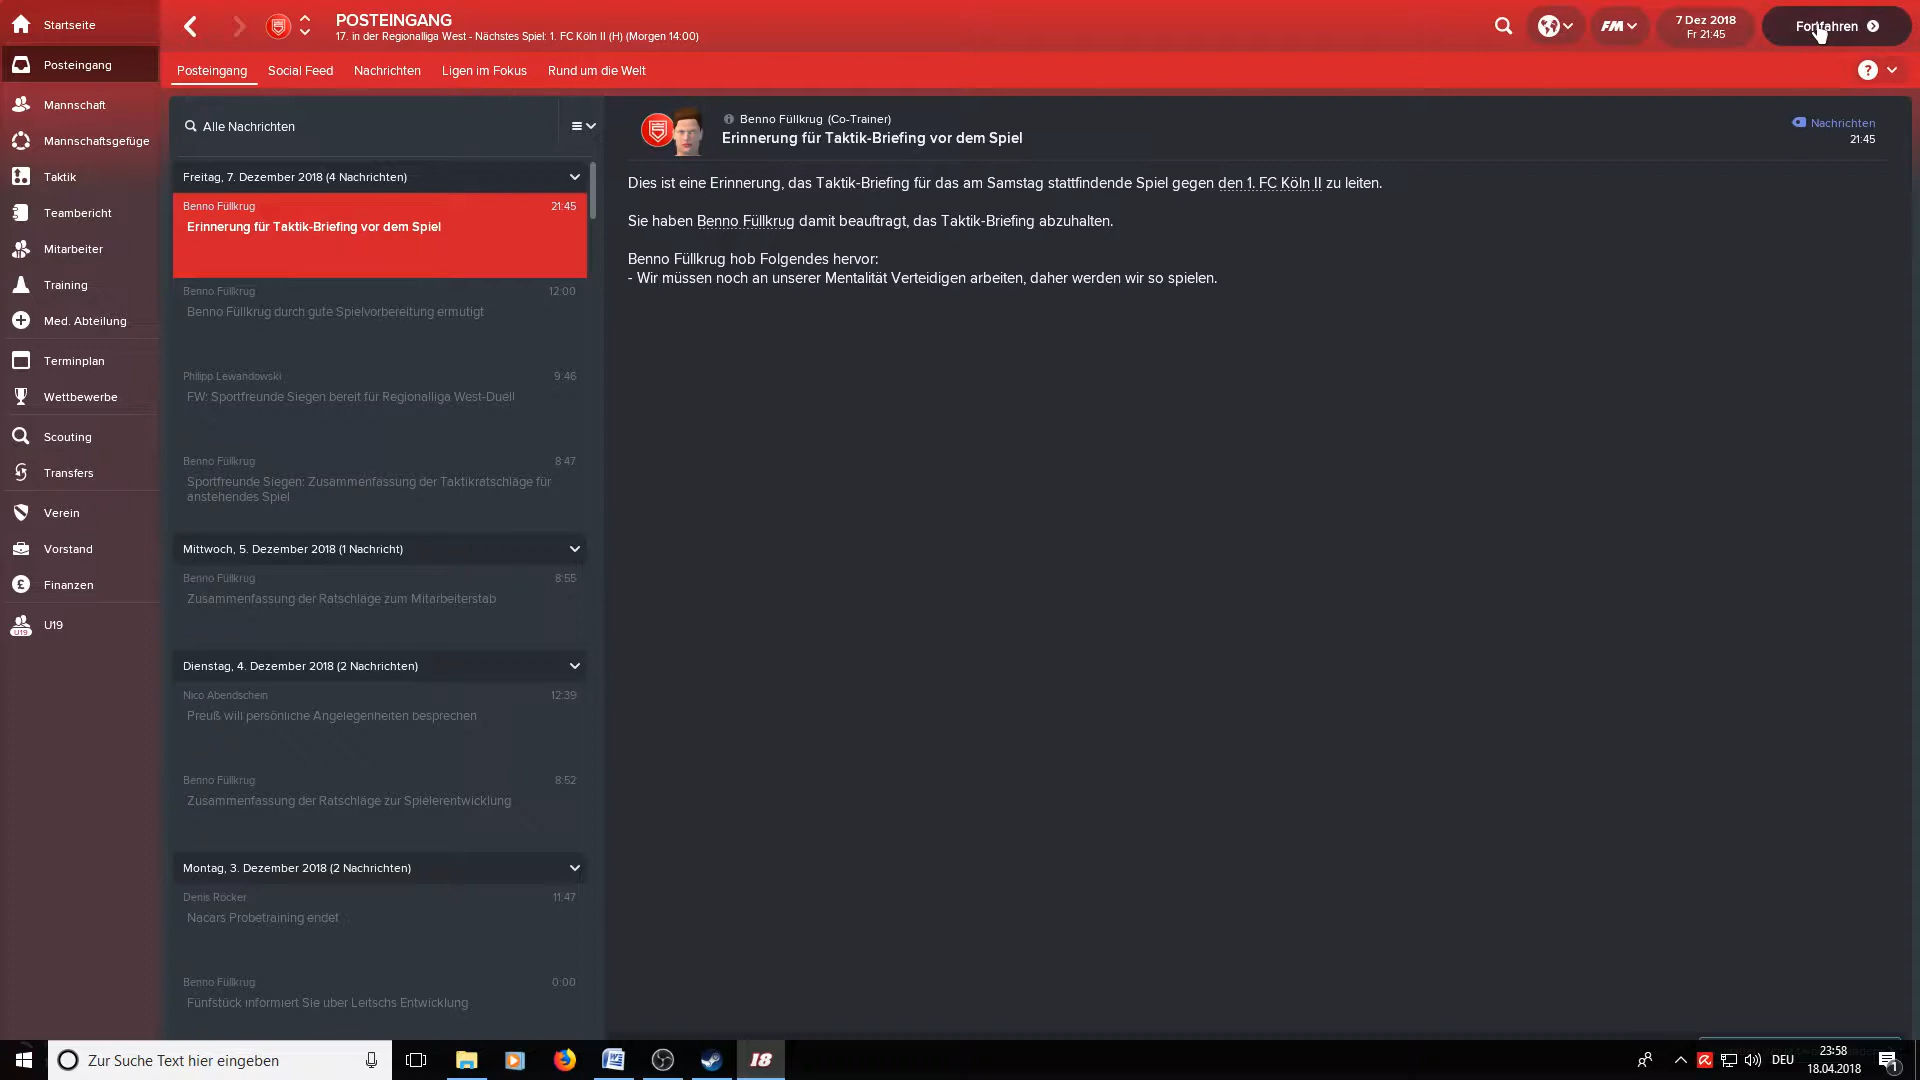 Startseite
Posteingang
Mannschaft
Mannschaftsgefüge
Taktik
Teambericht
Mitarbeiter
Training
Med. Abteilung
Terminplan
Wettbewerbe
Scouting
Transfers
Verein
Vorstand
Finanzen
U19
U19
POSTEINGANG
17. in der Regionalliga West - Nächstes Spiel: 1. FC Köln II (H) (Morgen 14:00)
FM
7 Dez 2018
Fr 21:45
Fortfahren
Posteingang Social Feed Nachrichten Ligen im Fokus Rund um die Welt
?
Alle Nachrichten
Freitag, 7. Dezember 2018 (4 Nachrichten)
Benno Füllkrug 21:45
Erinnerung für Taktik-Briefing vor dem Spiel
Benno Füllkrug 12:00
Benno Füllkrug durch gute Spielvorbereitung ermutigt
Philipp Lewandowski 9:46
FW: Sportfreunde Siegen bereit für Regionalliga West-Duell
Benno Füllkrug 8:47
Sportfreunde Siegen: Zusammenfassung der Taktikratschläge für
anstehendes Spiel
Mittwoch, 5. Dezember 2018 (1 Nachricht)
Benno Füllkrug 8:55
Zusammenfassung der Ratschläge zum Mitarbeiterstab
Dienstag, 4. Dezember 2018 (2 Nachrichten)
Nico Abendschein 12:39
Preuß will persönliche Angelegenheiten besprechen
Benno Füllkrug 8:52
Zusammenfassung der Ratschläge zur Spielerentwicklung
Montag, 3. Dezember 2018 (2 Nachrichten)
Denis Röcker 11:47
Nacars Probetraining endet
Benno Füllkrug 0:00
Fünfstück informiert Sie über Leitschs Entwicklung
Benno Füllkrug (Co-Trainer)
Erinnerung für Taktik-Briefing vor dem Spiel
Nachrichten
21:45
Dies ist eine Erinnerung, das Taktik-Briefing für das am Samstag stattfindende Spiel gegen den 1. FC Köln II zu leiten.
Sie haben Benno Füllkrug damit beauftragt, das Taktik-Briefing abzuhalten.
Benno Füllkrug hob Folgendes hervor:
- Wir müssen noch an unserer Mentalität Verteidigen arbeiten, daher werden wir so spielen.
Zur Suche Text hier eingeben
18
DEU
23:58
18.04.2018
1